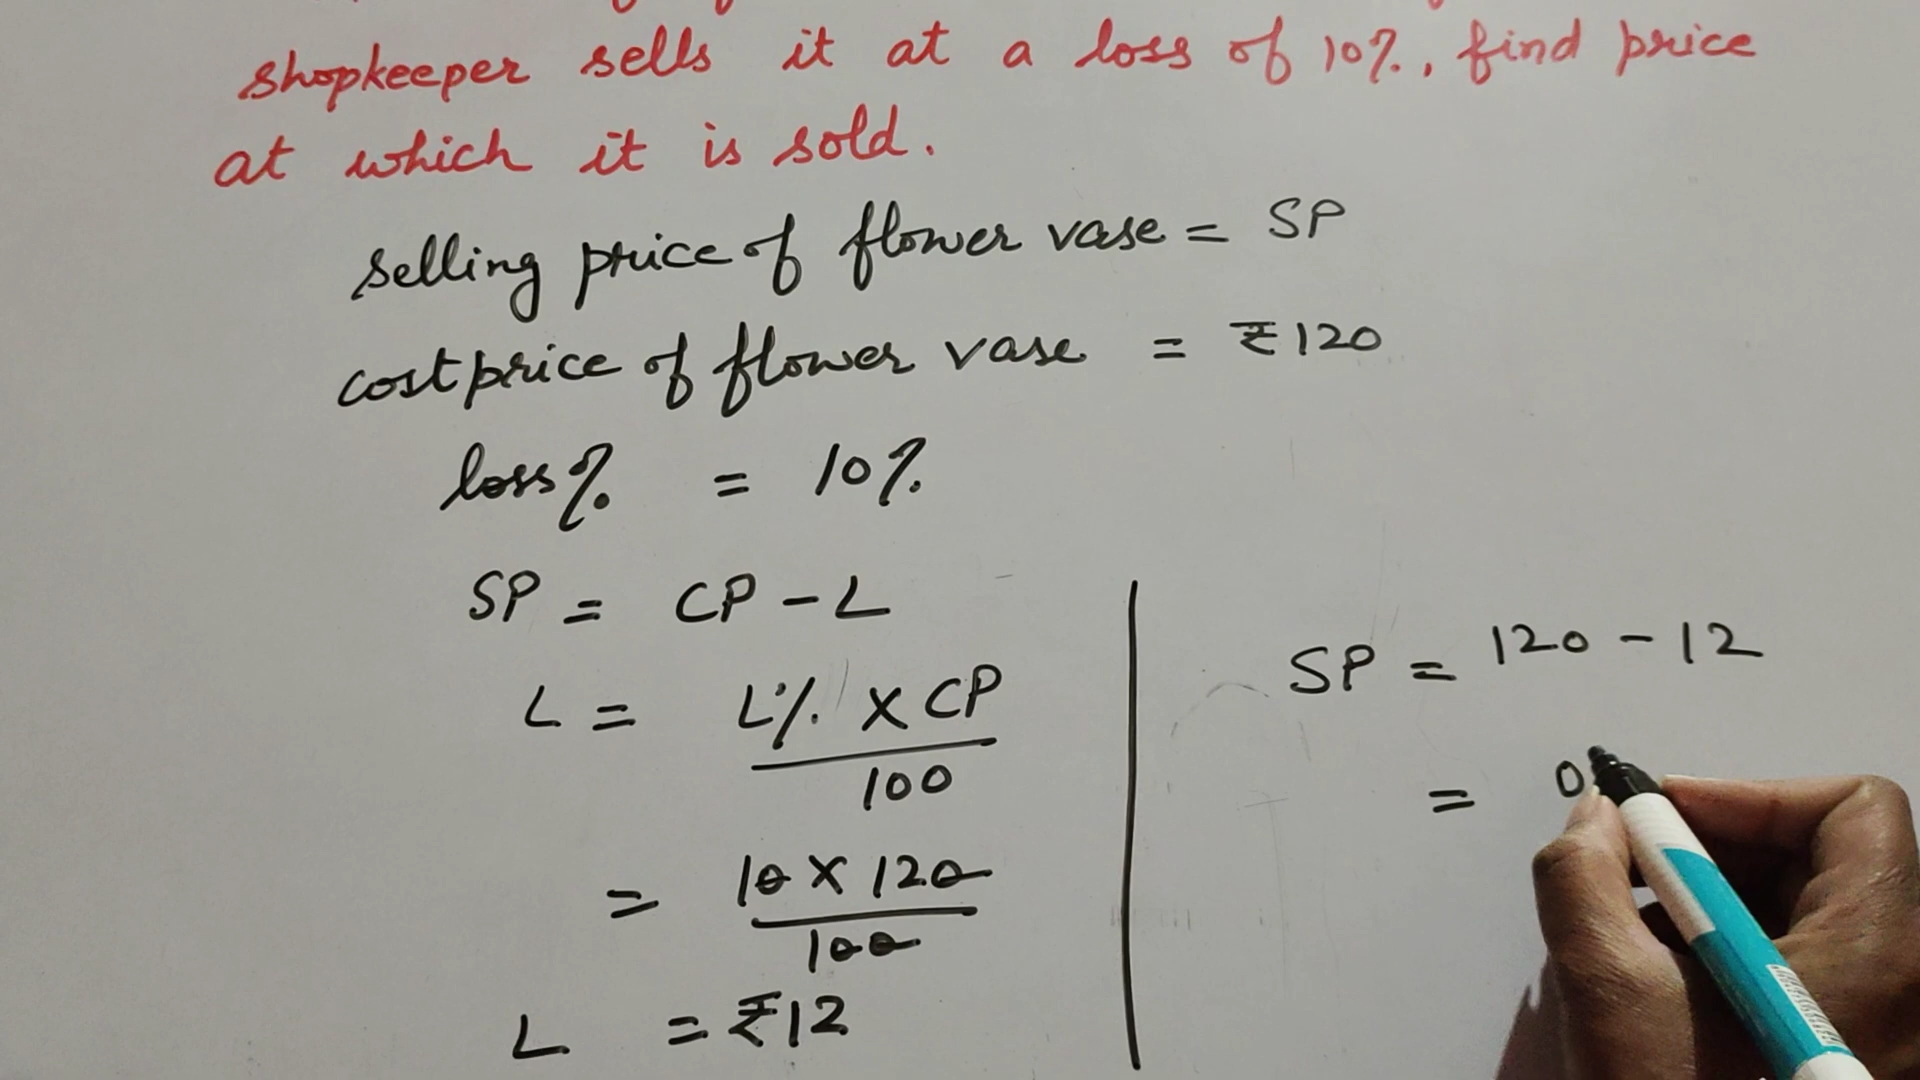 shopkeeper sells it at a loss of 10%, find price
at which it is sold.
selling price of flower vase = SP
cost price of flower vase = ₹120
loss% = 10%
SP = CP - L
L = L% X CP
100
= 10 X 120
100
L = ₹12
SP = 120 - 12
= 0